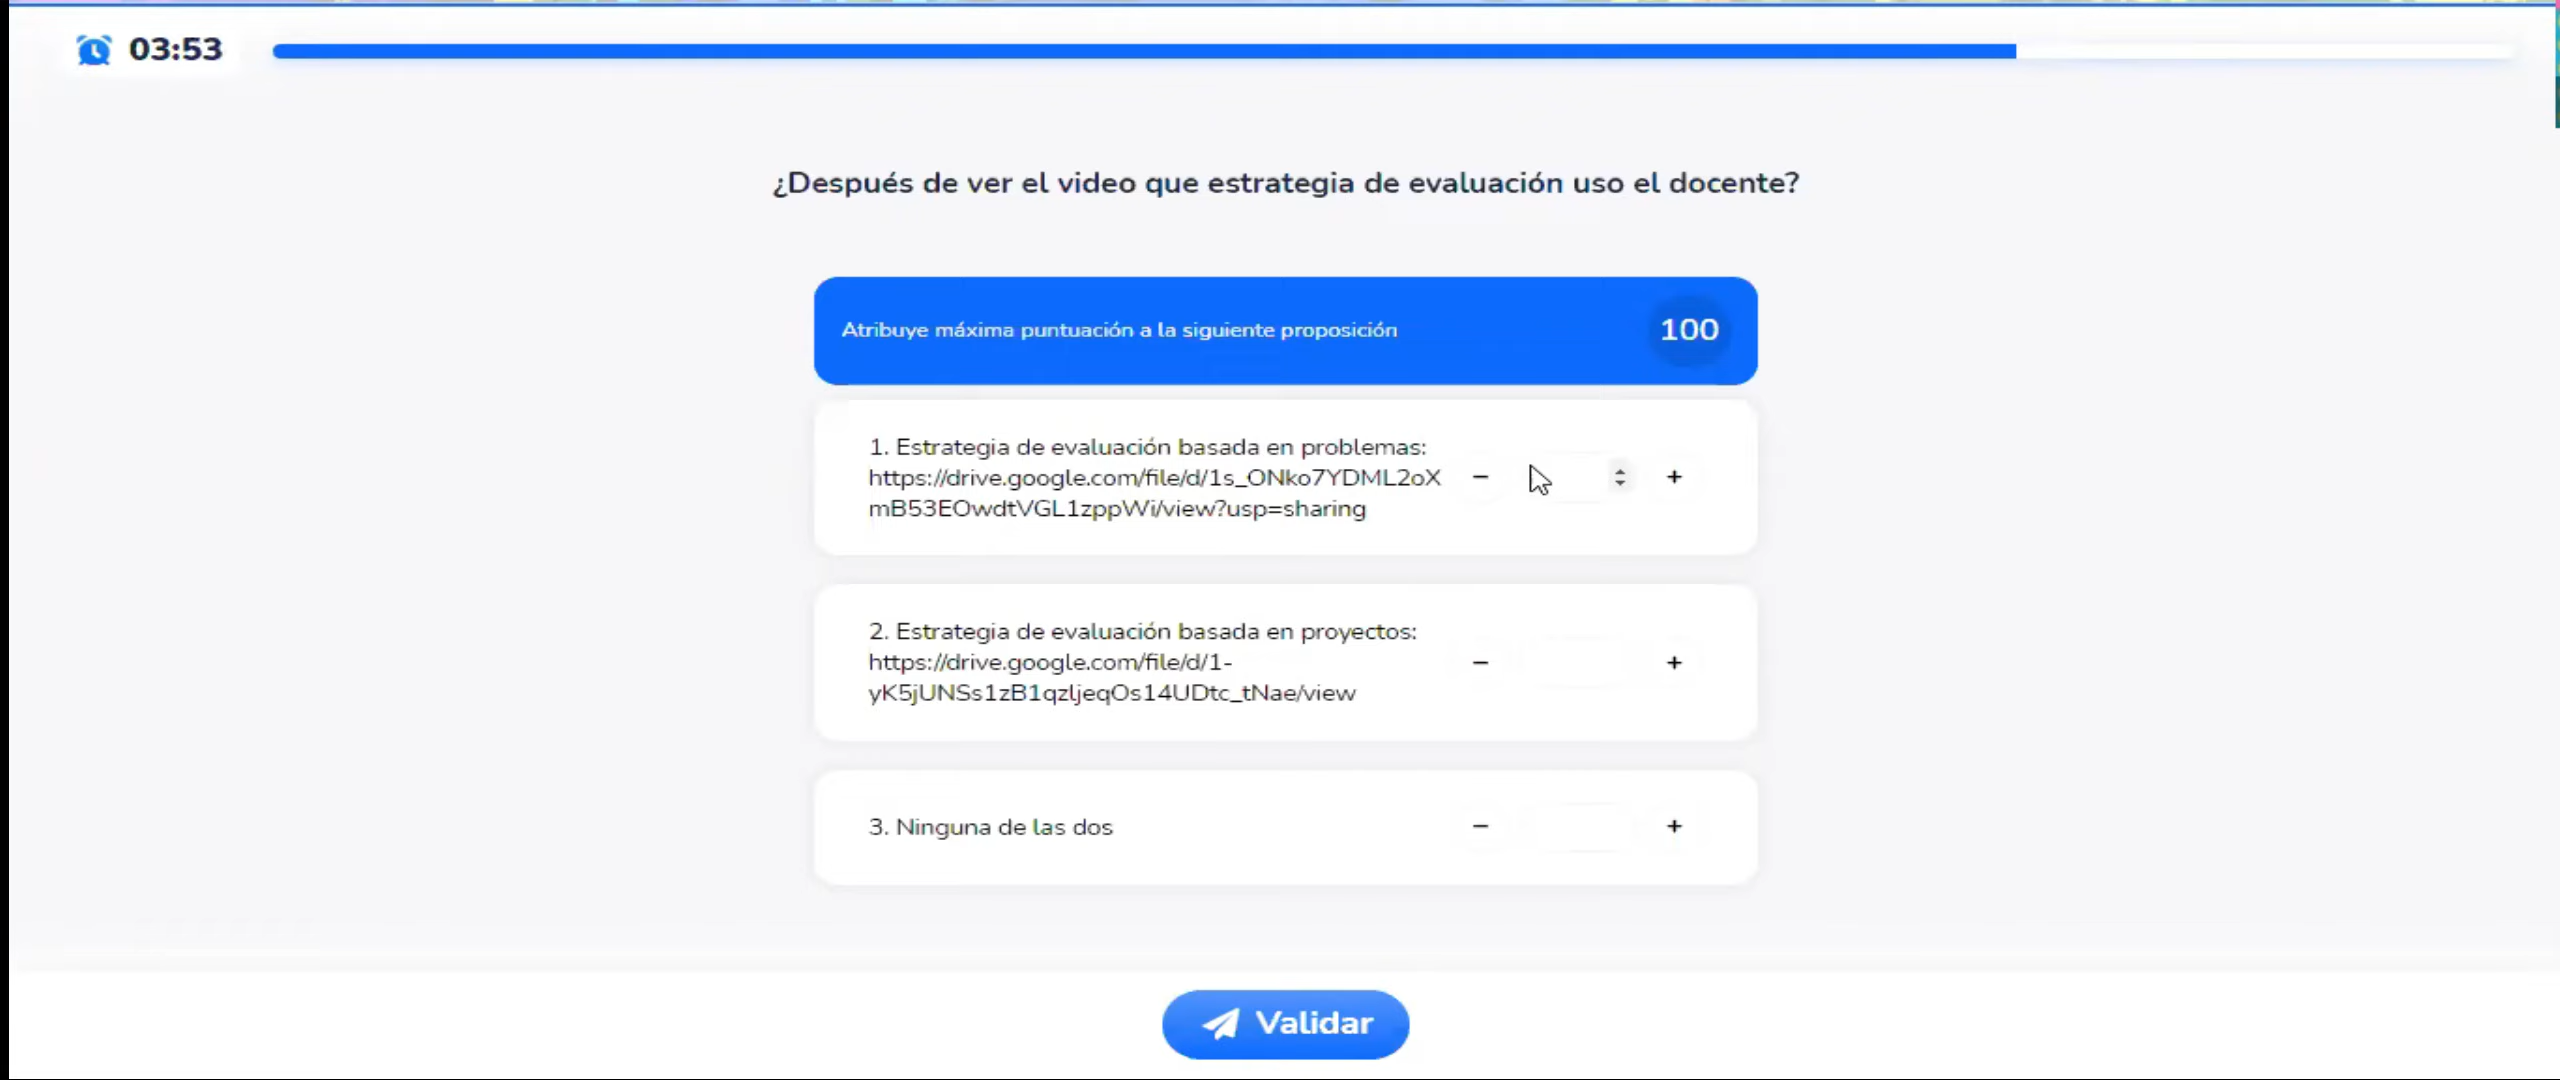 03:53
¿Después de ver el video que estrategia de evaluación uso el docente?
Atribuye máxima puntuación a la siguiente proposición
100
1. Estrategia de evaluación basada en problemas:
https://drive.google.com/file/d/1s_ONko7YDML2oX
mB53EOwdtVGL1zppWi/view?usp=sharing
2. Estrategia de evaluación basada en proyectos:
https://drive.google.com/file/d/1-
yK5jUNSs1zB1qzljeqOs14UDtc_tNae/view
3. Ninguna de las dos
Validar